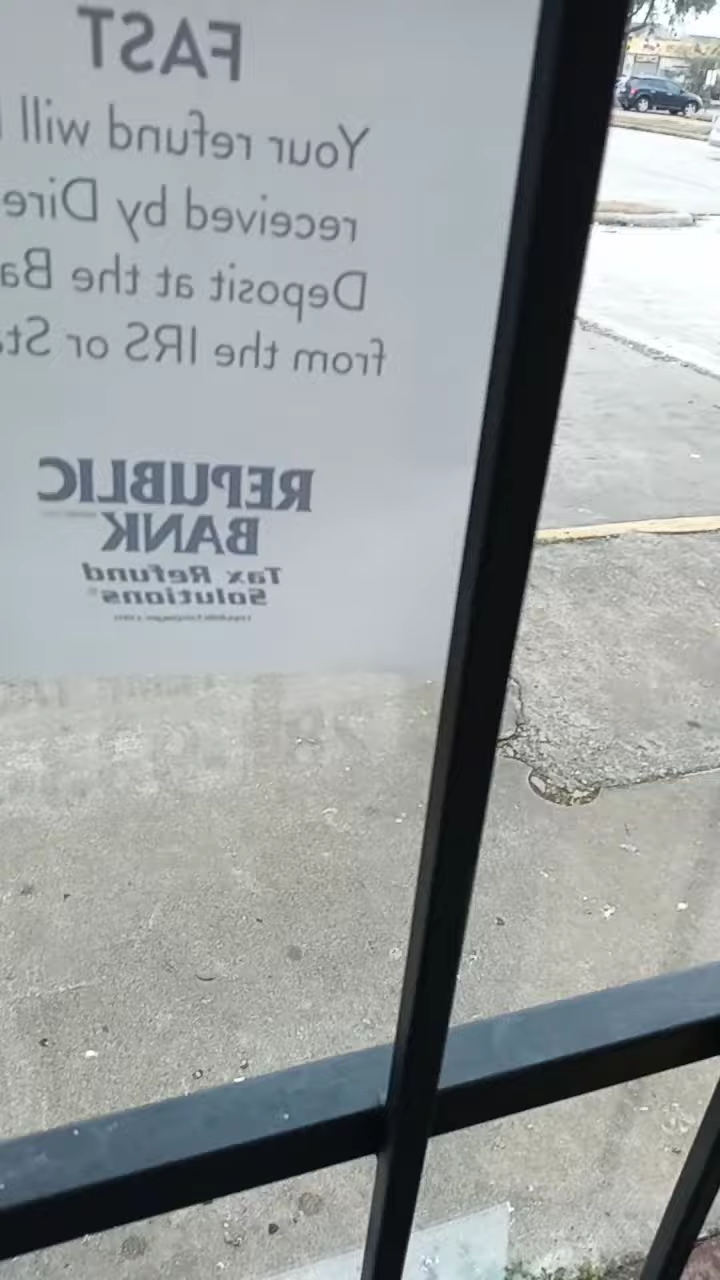 FAST
Your refund will
received by Dire
Deposit at the Ba
from the IRS or Sta
REPUBLIC
BANK
Tax Refund
Solutions